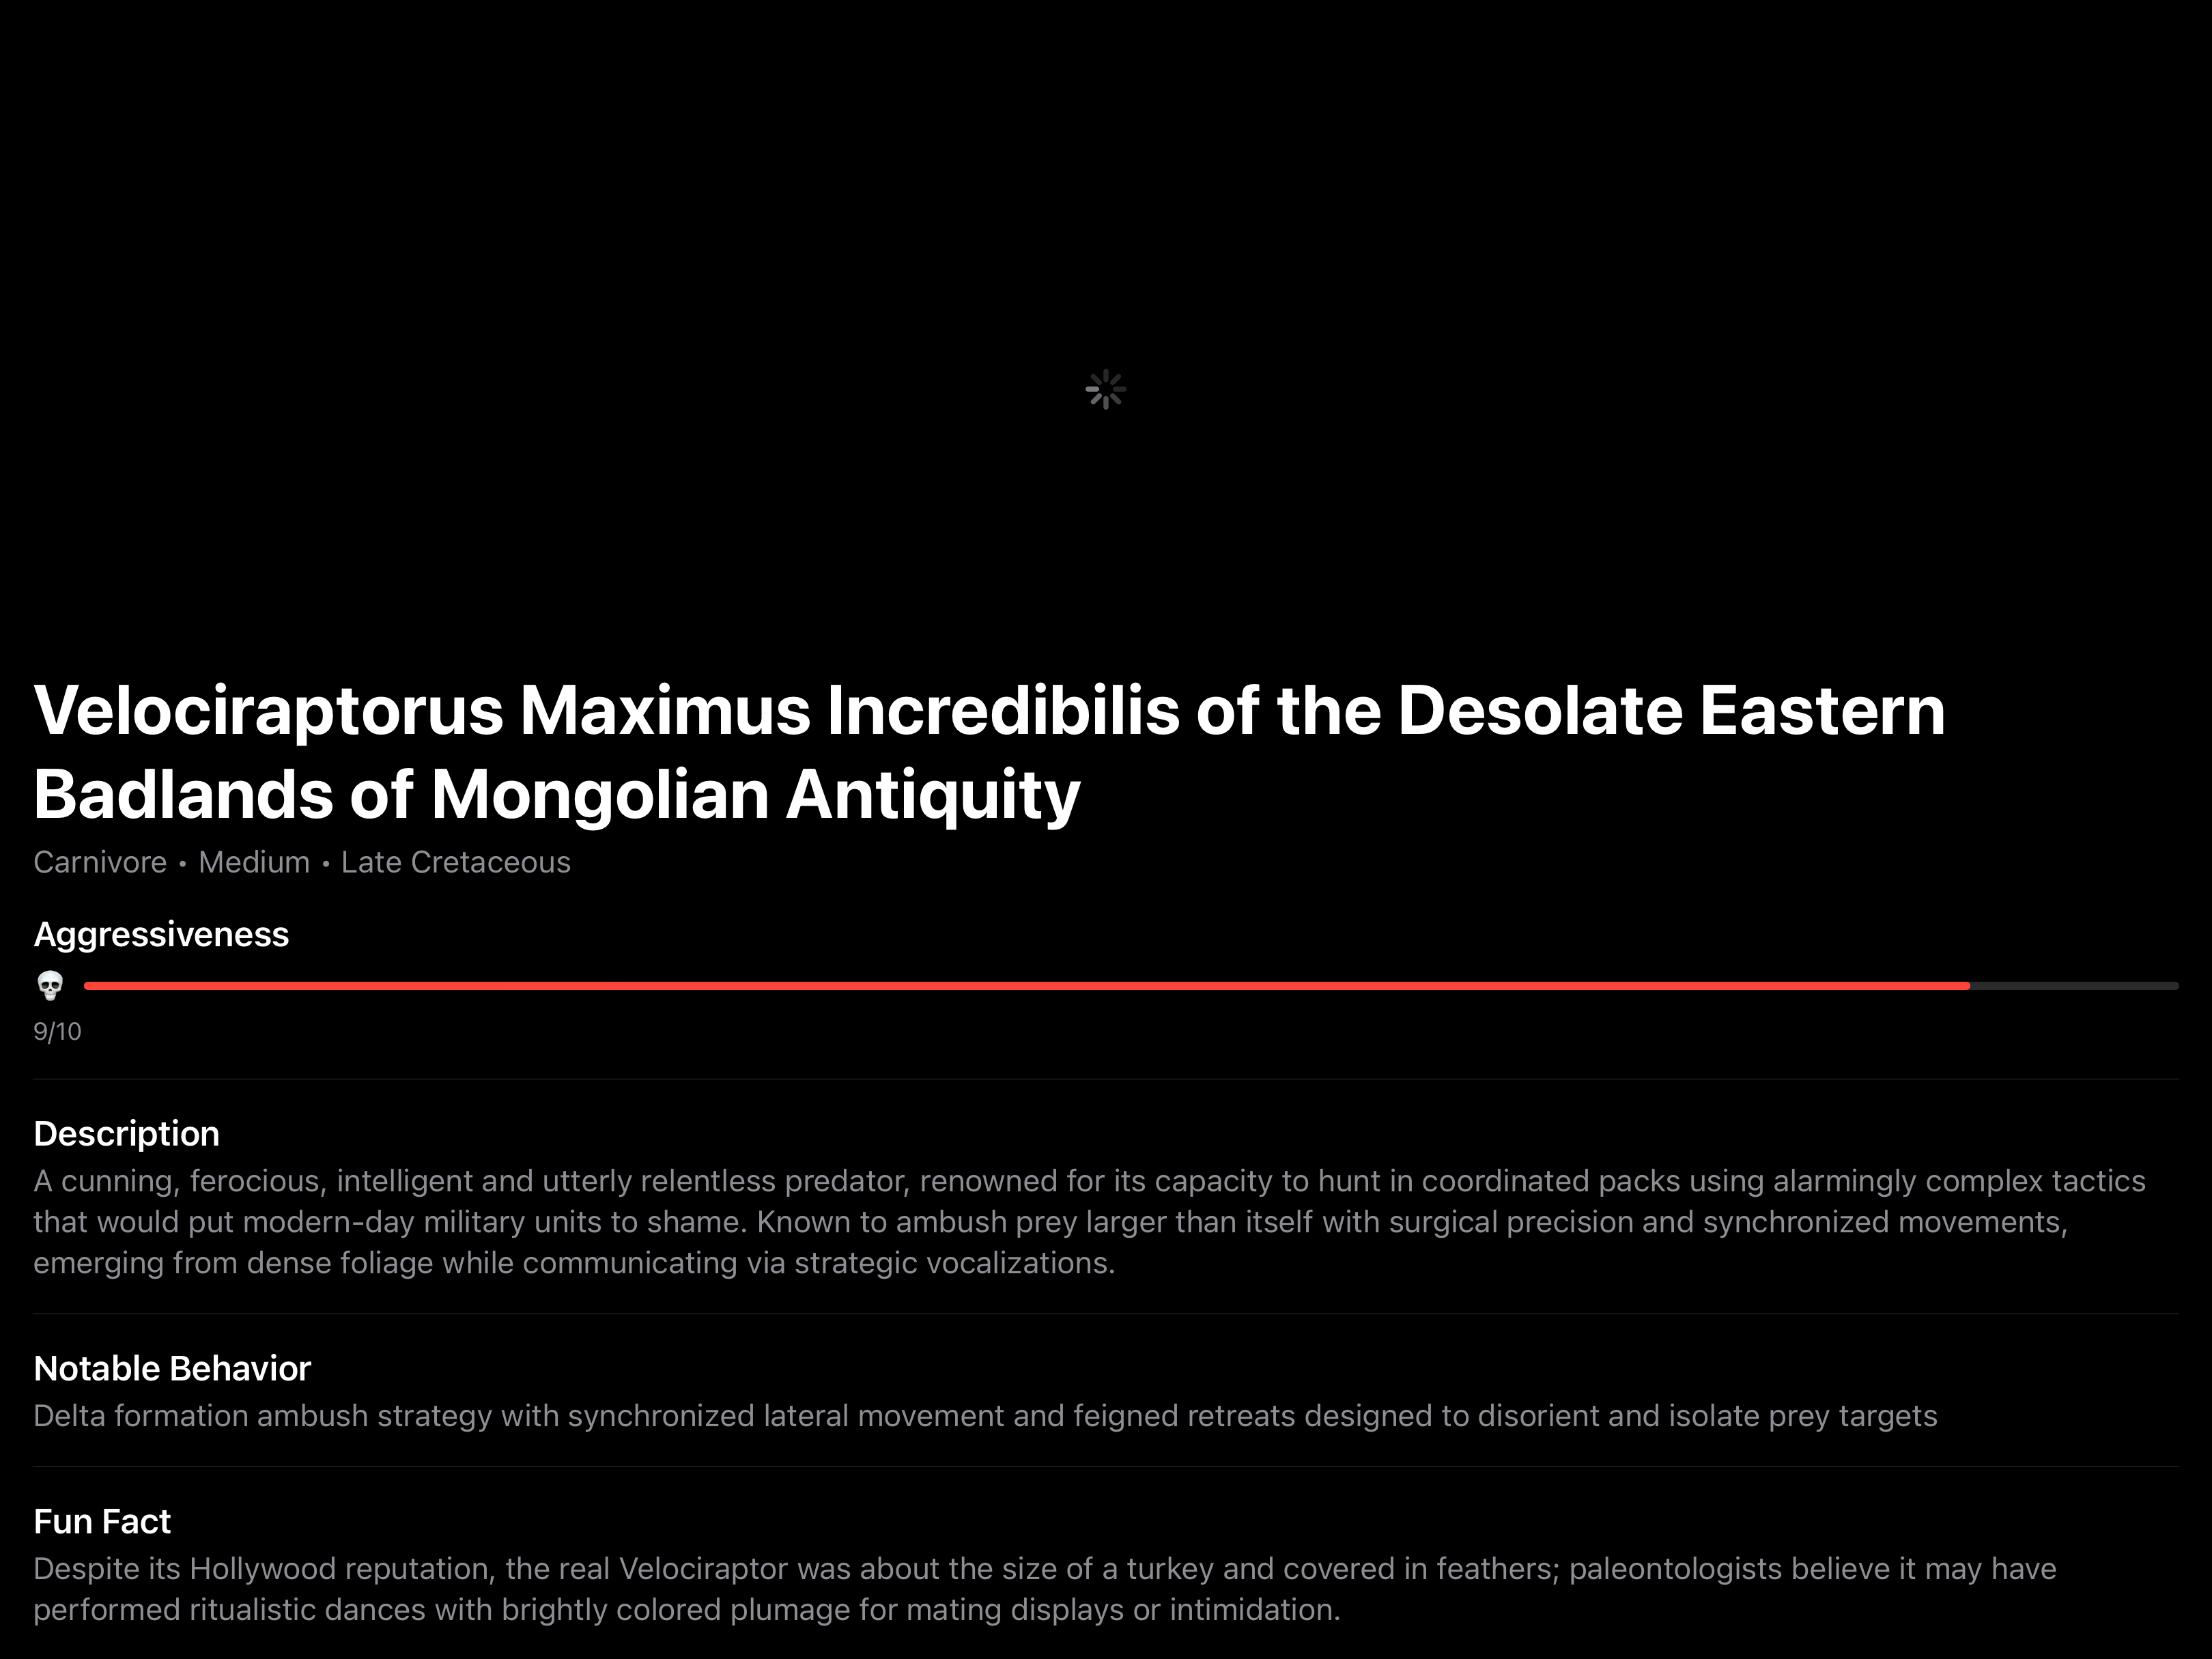 Velociraptorus Maximus Incredibilis of the Desolate Eastern
Badlands of Mongolian Antiquity
Carnivore • Medium • Late Cretaceous
Aggressiveness
9/10
Description
A cunning, ferocious, intelligent and utterly relentless predator, renowned for its capacity to hunt in coordinated packs using alarmingly complex tactics
that would put modern-day military units to shame. Known to ambush prey larger than itself with surgical precision and synchronized movements,
emerging from dense foliage while communicating via strategic vocalizations.
Notable Behavior
Delta formation ambush strategy with synchronized lateral movement and feigned retreats designed to disorient and isolate prey targets
Fun Fact
Despite its Hollywood reputation, the real Velociraptor was about the size of a turkey and covered in feathers; paleontologists believe it may have
performed ritualistic dances with brightly colored plumage for mating displays or intimidation.